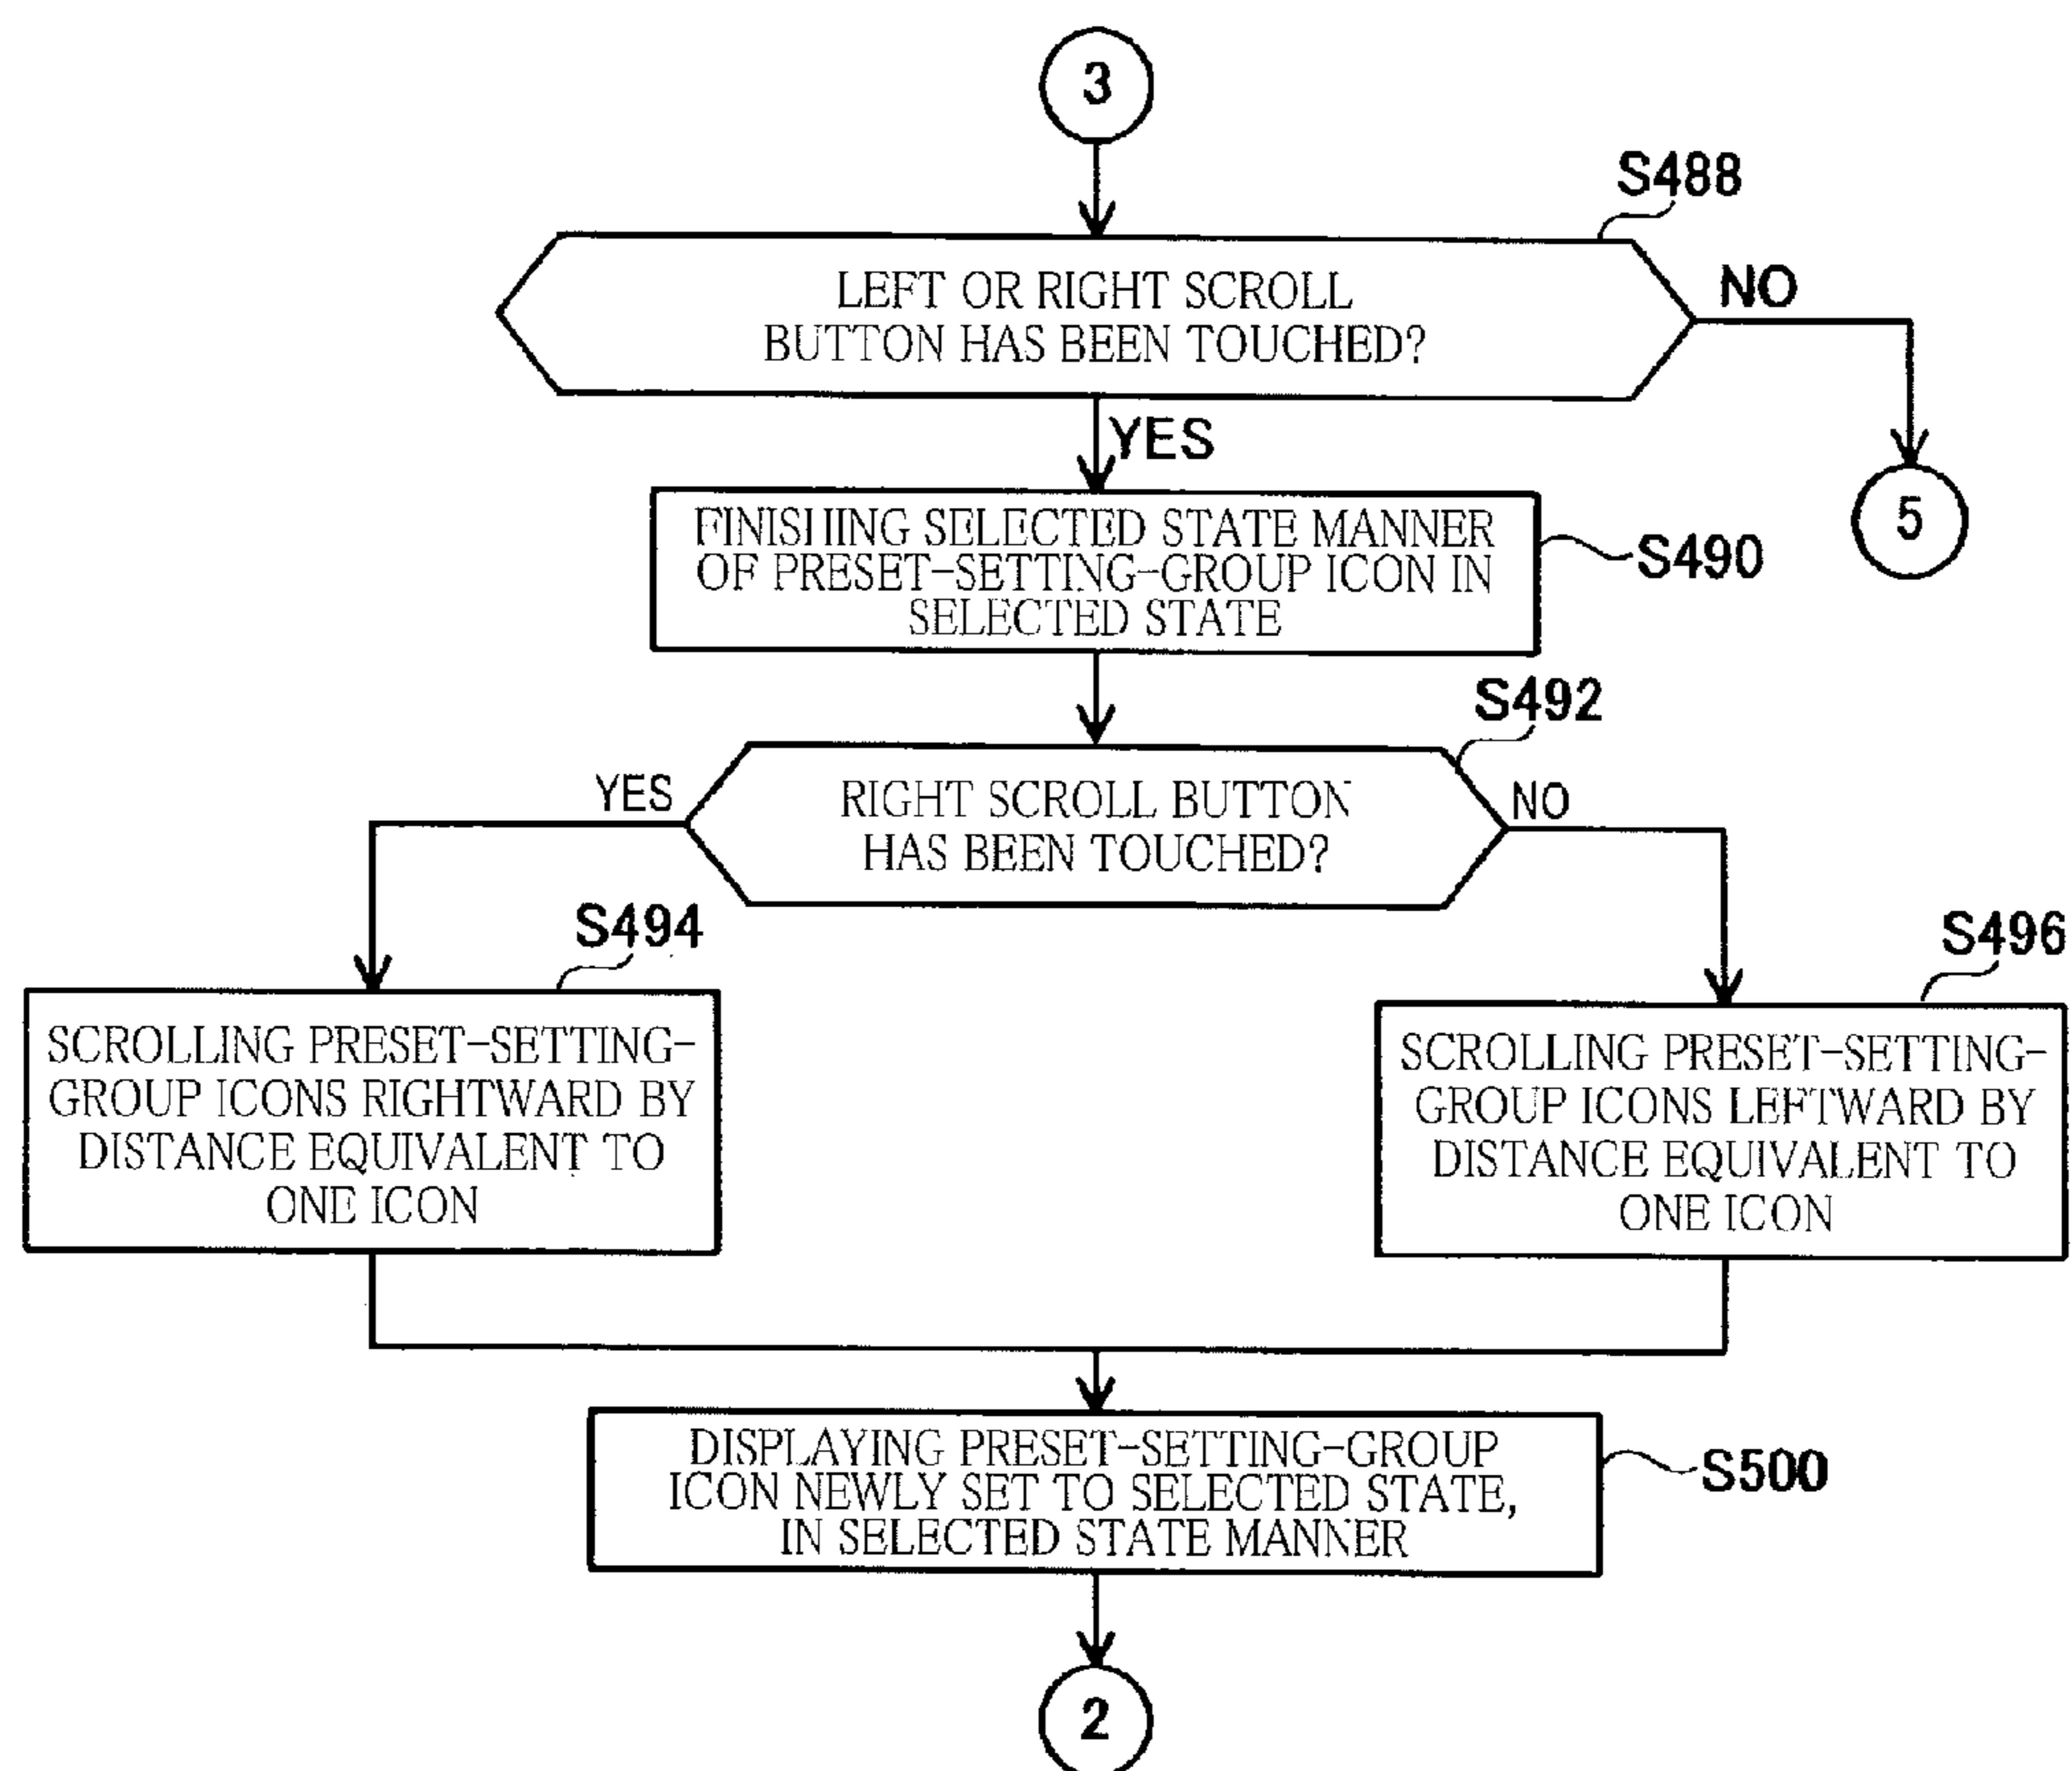 3
S488
LEFT OR RIGHT SCROLL
BUTTON HAS BEEN TOUCHED?
NO
YES
5
FINISHING SELECTED STATE MANNER
OF PRESET-SETTING-GROUP ICON IN
SELECTED STATE
S490
S492
YES
RIGHT SCROLL BUTTON
HAS BEEN TOUCHED?
NO
S494
S496
SCROLLING PRESET-SETTING-
GROUP ICONS RIGHTWARD BY
DISTANCE EQUIVALENT TO
ONE ICON
SCROLLING PRESET-SETTING-
GROUP ICONS LEFTWARD BY
DISTANCE EQUIVALENT TO
ONE ICON
DISPLAYING PRESET-SETTING-GROUP
ICON NEWLY SET TO SELECTED STATE,
IN SELECTED STATE MANNER
S500
2